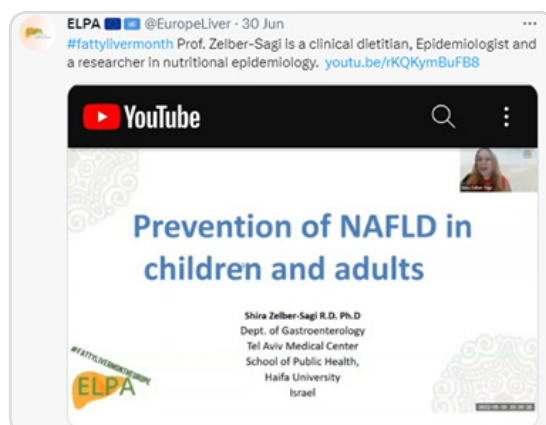 ELPA @EuropeLiver · 30 Jun
#fattylivermonth Prof. Zelber-Sagi is a clinical dietitian, Epidemiologist and
a researcher in nutritional epidemiology. youtu.be/rKQKymBuFB8
YouTube
Prevention of NAFLD in
children and adults
Shira Zelber-Sagi R.D. Ph.D
Dept. of Gastroenterology
Tel Aviv Medical Center
School of Public Health,
Haifa University
Israel
#FATTYLIVERMONTHEUROPE
ELPA